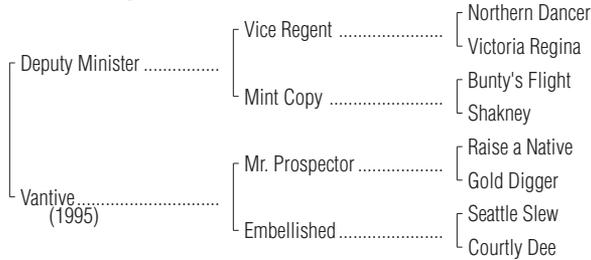 Northern Dancer
Vice Regent ..................
Victoria Regina
Deputy Minister ...............
Bunty's Flight
Mint Copy ....................
Shakney
Raise a Native
Mr. Prospector ...............
Gold Digger
Vantive.........................
(1995)
Seattle Slew
Embellished..................
Courtly Dee